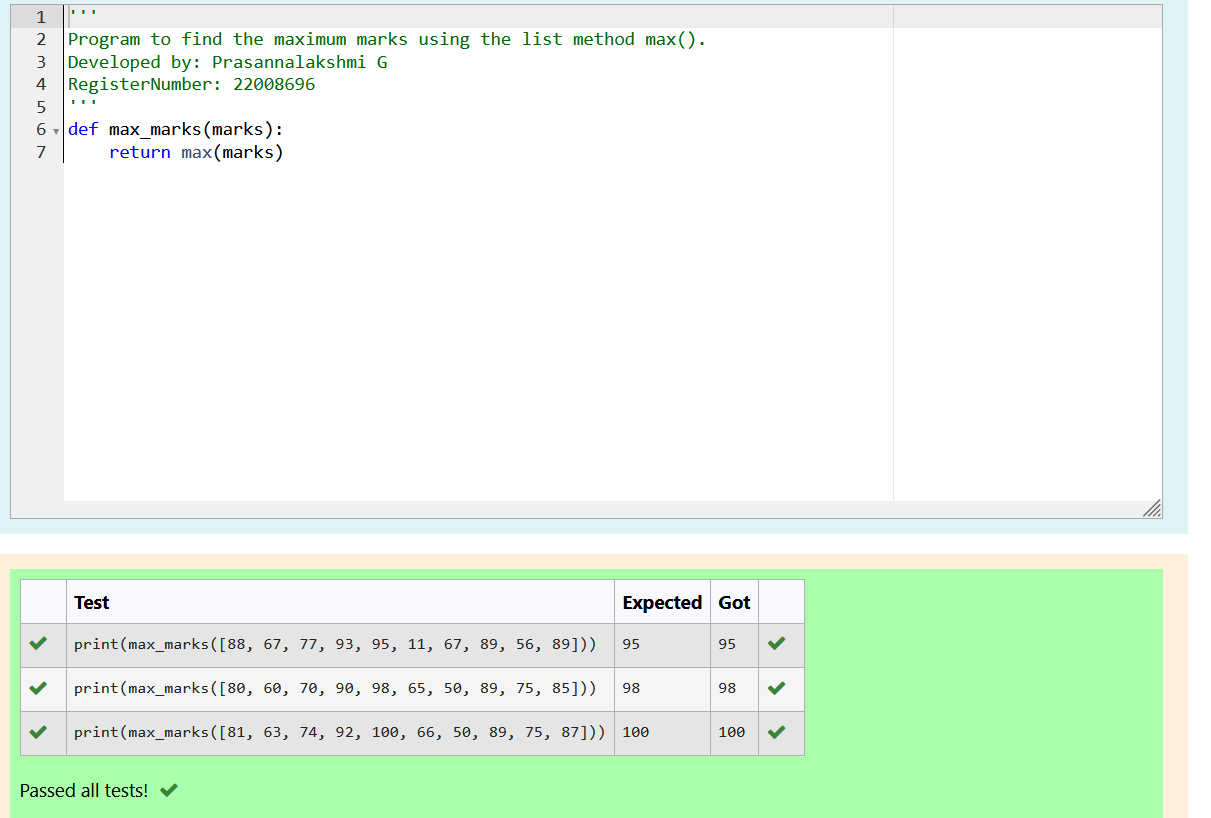 1 '''
2 Program to find the maximum marks using the list method max().
3 Developed by: Prasannalakshmi G
4 RegisterNumber: 22008696
5 '''
6 def max_marks(marks):
7     return max(marks)
Test Expected Got
print(max_marks([88, 67, 77, 93, 95, 11, 67, 89, 56, 89])) 95 95
print(max_marks([80, 60, 70, 90, 98, 65, 50, 89, 75, 85])) 98 98
print(max_marks([81, 63, 74, 92, 100, 66, 50, 89, 75, 87])) 100 100
Passed all tests!